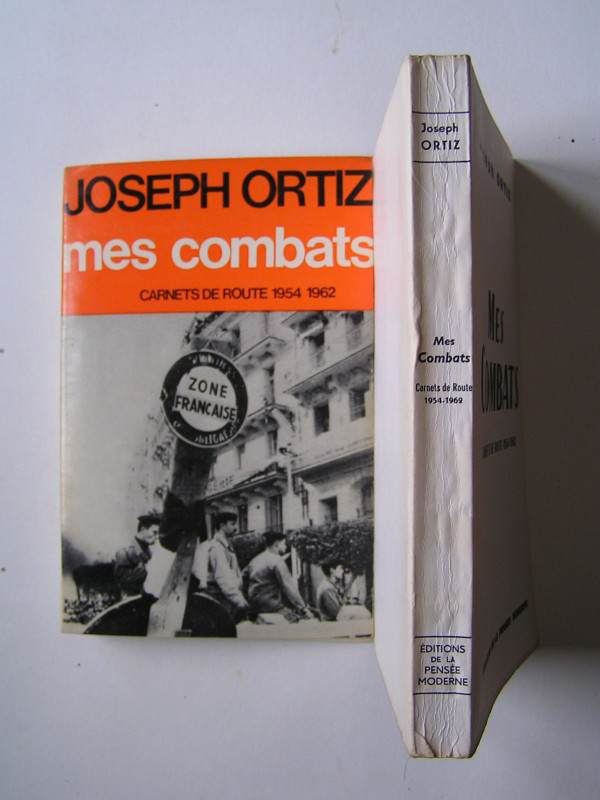 JOSEPH ORTIZ
mes combats
CARNETS DE ROUTE 1954 1962
ZONE
FRANÇAISE
Joseph
ORTIZ
Mes
Combats
Carnets de Route
1954-1962
ÉDITIONS
DE LA
PENSÉE
MODERNE
ORTIZ
MES
COMBATS